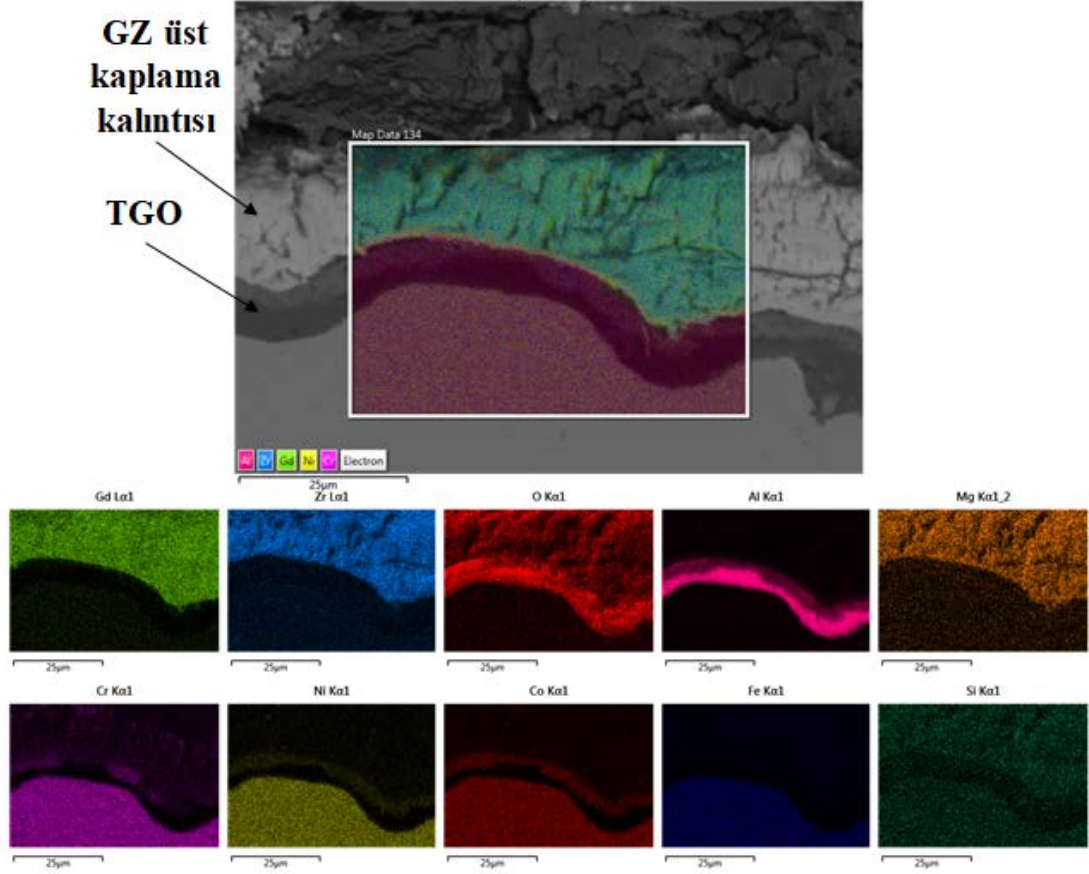 GZ üst
kaplama
kalıntısı
TGO
Map Data 134
Al Zr Gd Ni Cr Electron
25µm
Gd Lα1 Zr Lα1 O Kα1 Al Kα1 Mg Kα1_2
25µm 25µm 25µm 25µm 25µm
Cr Kα1 Ni Kα1 Co Kα1 Fe Kα1 Si Kα1
25µm 25µm 25µm 25µm 25µm